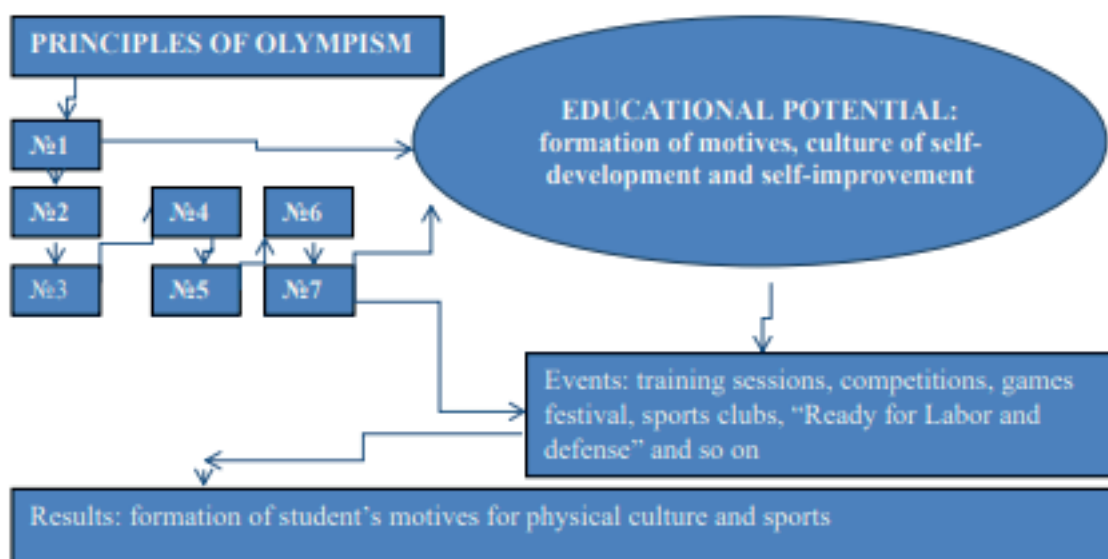 PRINCIPLES OF OLYMPISM
EDUCATIONAL POTENTIAL:
formation of motives, culture of self-
development and self-improvement
№1
№2
№4
№6
№3
№5
№7
Events: training sessions, competitions, games
festival, sports clubs, “Ready for Labor and
defense” and so on
Results: formation of student’s motives for physical culture and sports